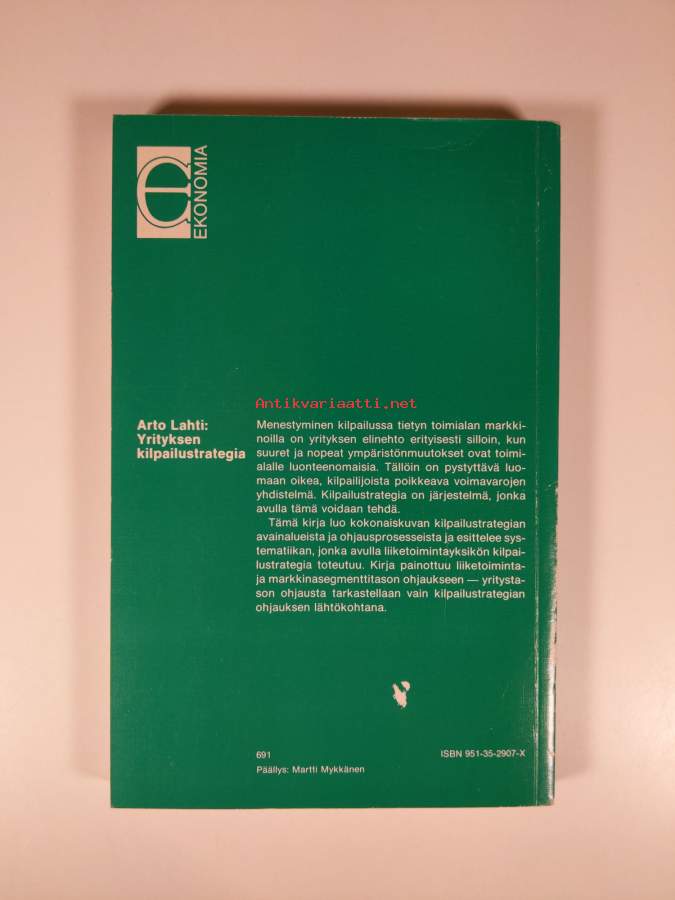 EKONOMIA
Antikvariaatti.net
Arto Lahti:
Yrityksen
kilpailustrategia
Menestyminen kilpailussa tietyn toimialan markki-
noilla on yrityksen elinehto erityisesti silloin, kun
suuret ja nopeat ympäristönmuutokset ovat toimi-
alalle luonteenomaisia. Tällöin on pystyttävä luo-
maan oikea, kilpailijoista poikkeava voimavarojen
yhdistelmä. Kilpailustrategia on järjestelmä, jonka
avulla tämä voidaan tehdä.
Tämä kirja luo kokonaiskuvan kilpailustrategian
avainalueista ja ohjausprosesseista ja esittelee sys-
tematiikan, jonka avulla liiketoimintayksikön kilpai-
lustrategia toteutuu. Kirja painottuu liiketoiminta-
ja markkinasegmenttitason ohjaukseen — yritysta-
son ohjausta tarkastellaan vain kilpailustrategian
ohjauksen lähtökohtana.
691
ISBN 951-35-2907-X
Päällys: Martti Mykkänen